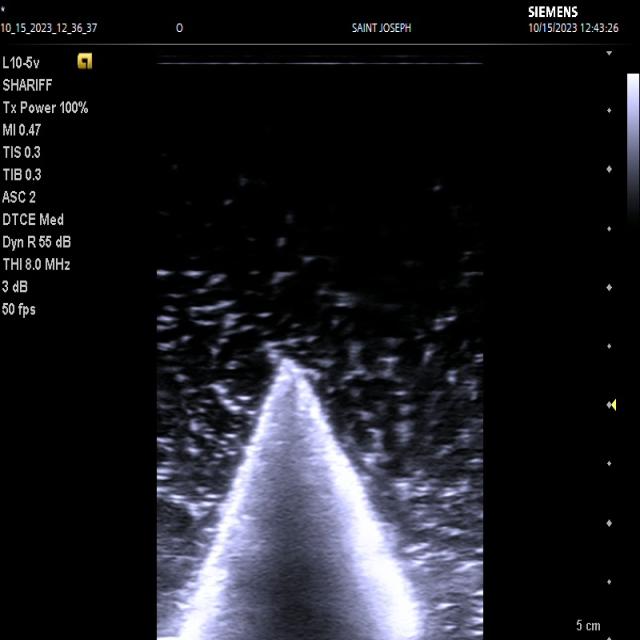 *
SIEMENS
10_15_2023_12_36_37 O SAINT JOSEPH 10/15/2023 12:43:26
L10-5v
SHARIFF
Tx Power 100%
MI 0.47
TIS 0.3
TIB 0.3
ASC 2
DTCE Med
Dyn R 55 dB
THI 8.0 MHz
3 dB
50 fps
5 cm